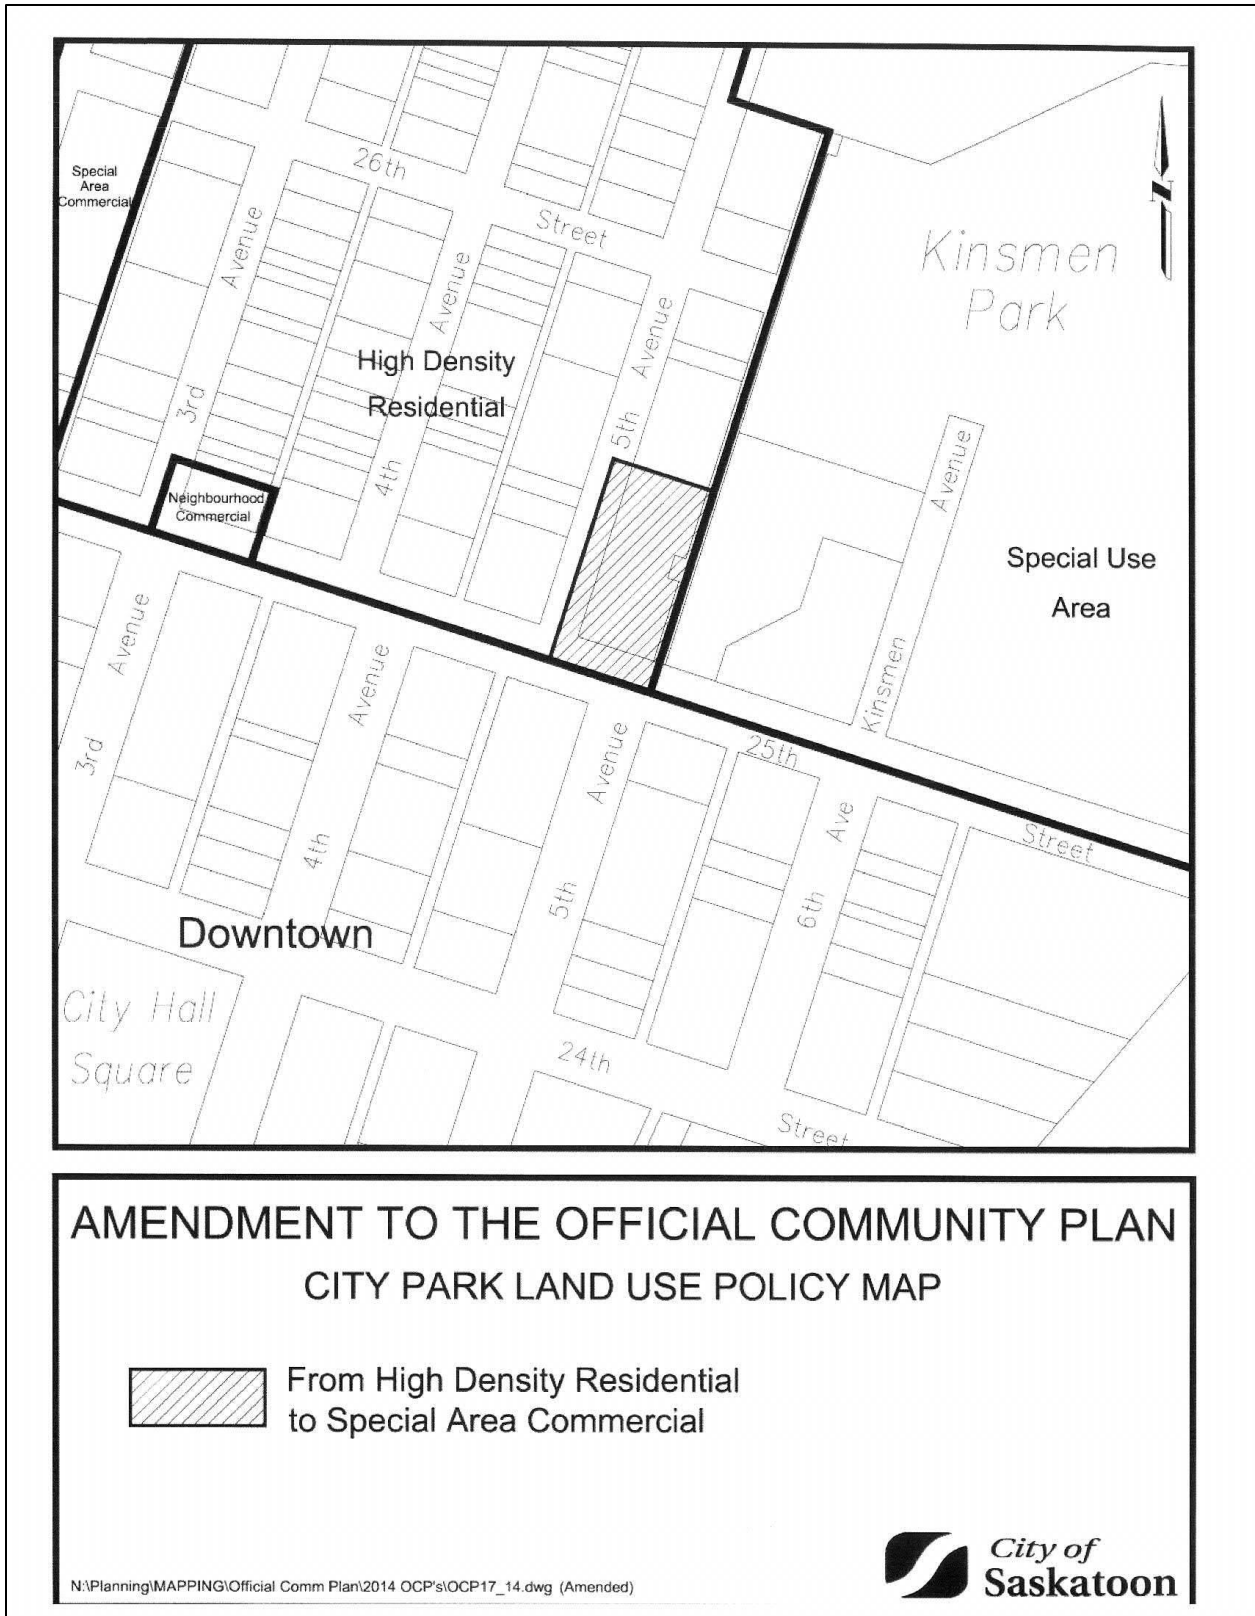 Special
Area
Commercial
26th
Street
Avenue
Avenue
Avenue
Kinsmen
Park
High Density
Residential
3rd
4th
5th
Avenue
Neighbourhood
Commercial
Special Use
Area
Kinsmen
Avenue
Avenue
Avenue
3rd
4th
5th
25th
Street
Ave
6th
Downtown
City Hall
Square
24th
Street
AMENDMENT TO THE OFFICIAL COMMUNITY PLAN
CITY PARK LAND USE POLICY MAP
From High Density Residential
to Special Area Commercial
N:\Planning\MAPPING\Official Comm Plan\2014 OCP's\OCP17_14.dwg (Amended)
City of
Saskatoon
N